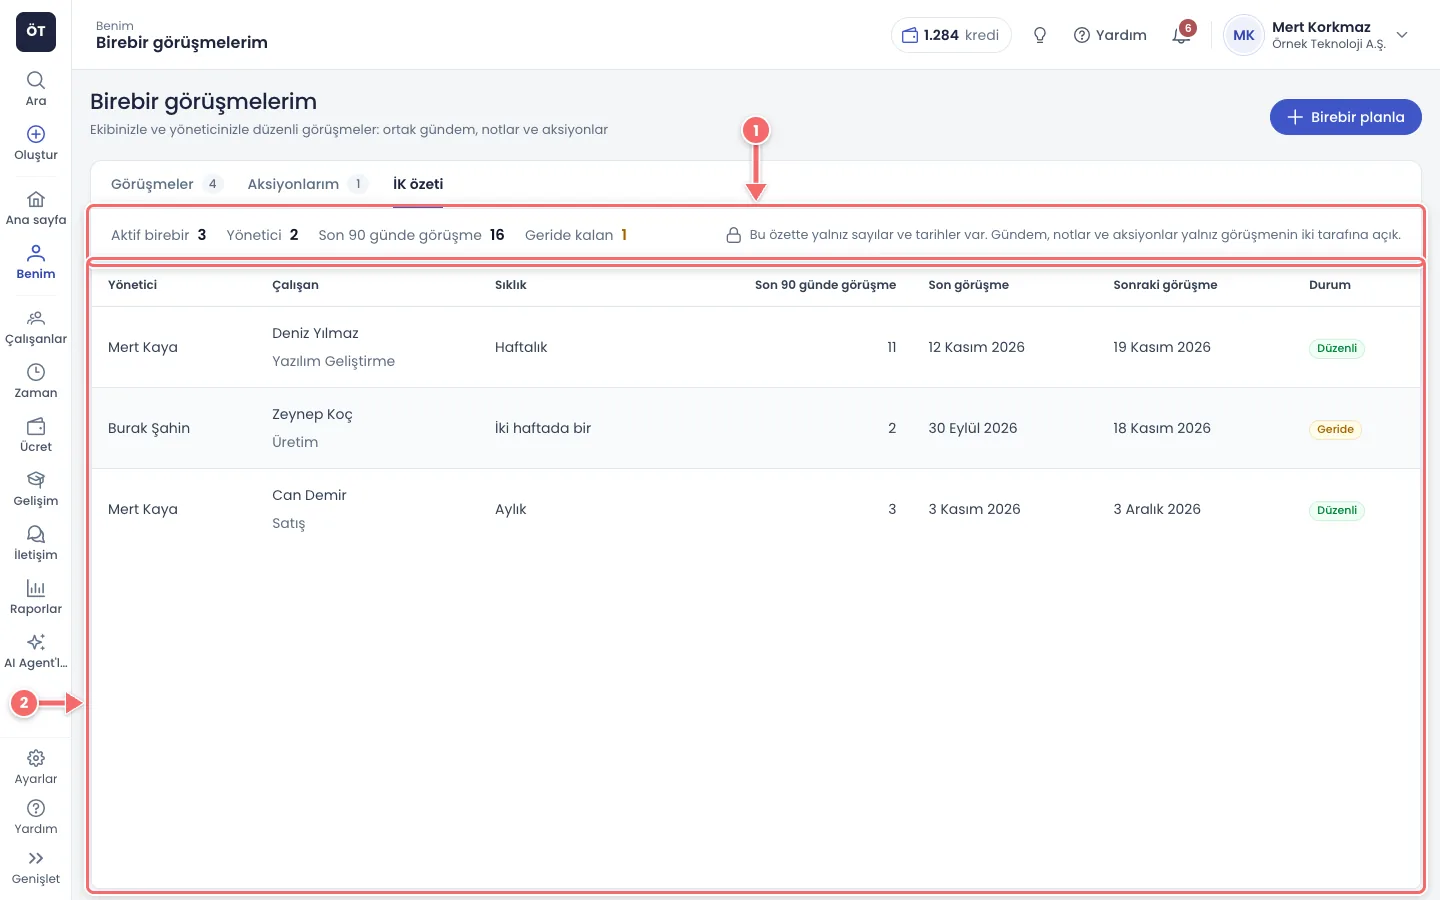 ÖT
Ara
Oluştur
Ana sayfa
Benim
Çalışanlar
Zaman
Ücret
Gelişim
İletişim
Raporlar
AI Agent'l...
2
Ayarlar
Yardım
Genişlet
Benim
Birebir görüşmelerim
1.284 kredi
Yardım
6
MK
Mert Korkmaz
Örnek Teknoloji A.Ş.
Birebir görüşmelerim
Ekibinizle ve yöneticinizle düzenli görüşmeler: ortak gündem, notlar ve aksiyonlar
1
Birebir planla
Görüşmeler 4 Aksiyonlarım 1 İK özeti
Aktif birebir 3 Yönetici 2 Son 90 günde görüşme 16 Geride kalan 1 Bu özette yalnız sayılar ve tarihler var. Gündem, notlar ve aksiyonlar yalnız görüşmenin iki tarafına açık.
Yönetici Çalışan Sıklık Son 90 günde görüşme Son görüşme Sonraki görüşme Durum
Mert Kaya Deniz Yılmaz Haftalık 11 12 Kasım 2026 19 Kasım 2026 Düzenli
Yazılım Geliştirme
Burak Şahin Zeynep Koç İki haftada bir 2 30 Eylül 2026 18 Kasım 2026 Geride
Üretim
Mert Kaya Can Demir Aylık 3 3 Kasım 2026 3 Aralık 2026 Düzenli
Satış